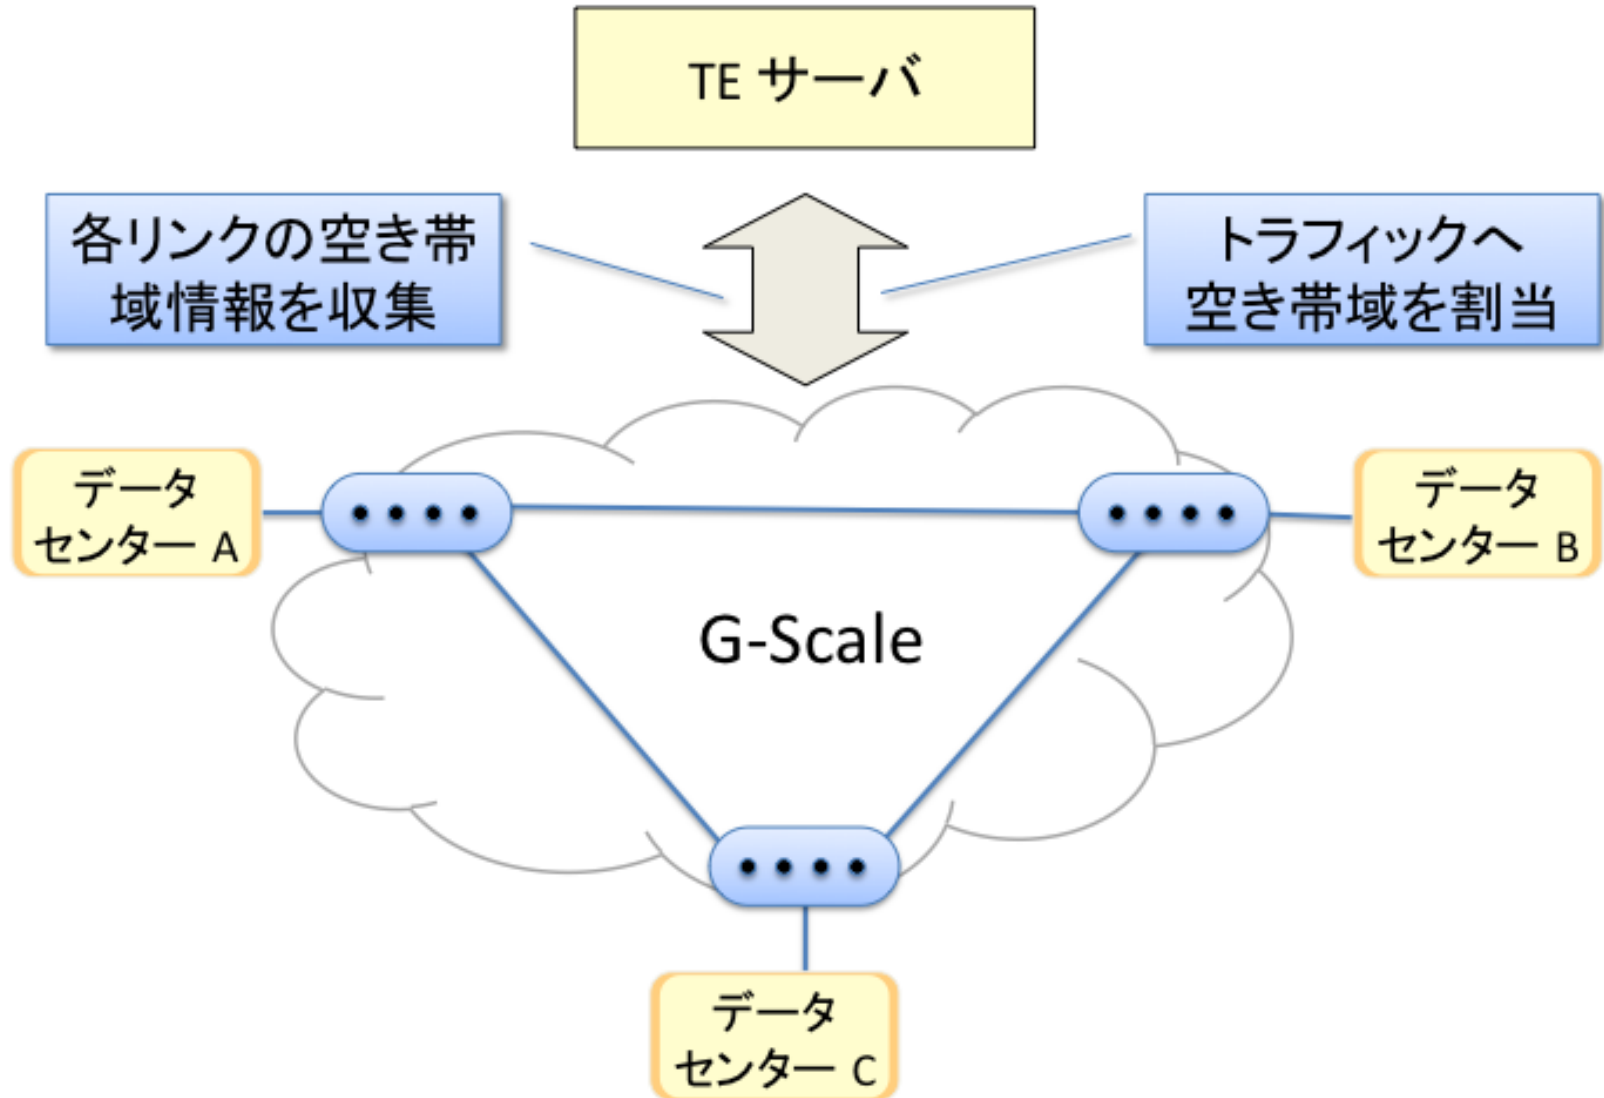 TE サーバ
各リンクの空き帯
域情報を収集
トラフィックへ
空き帯域を割当
データ
センター A
データ
センター B
G-Scale
データ
センター C